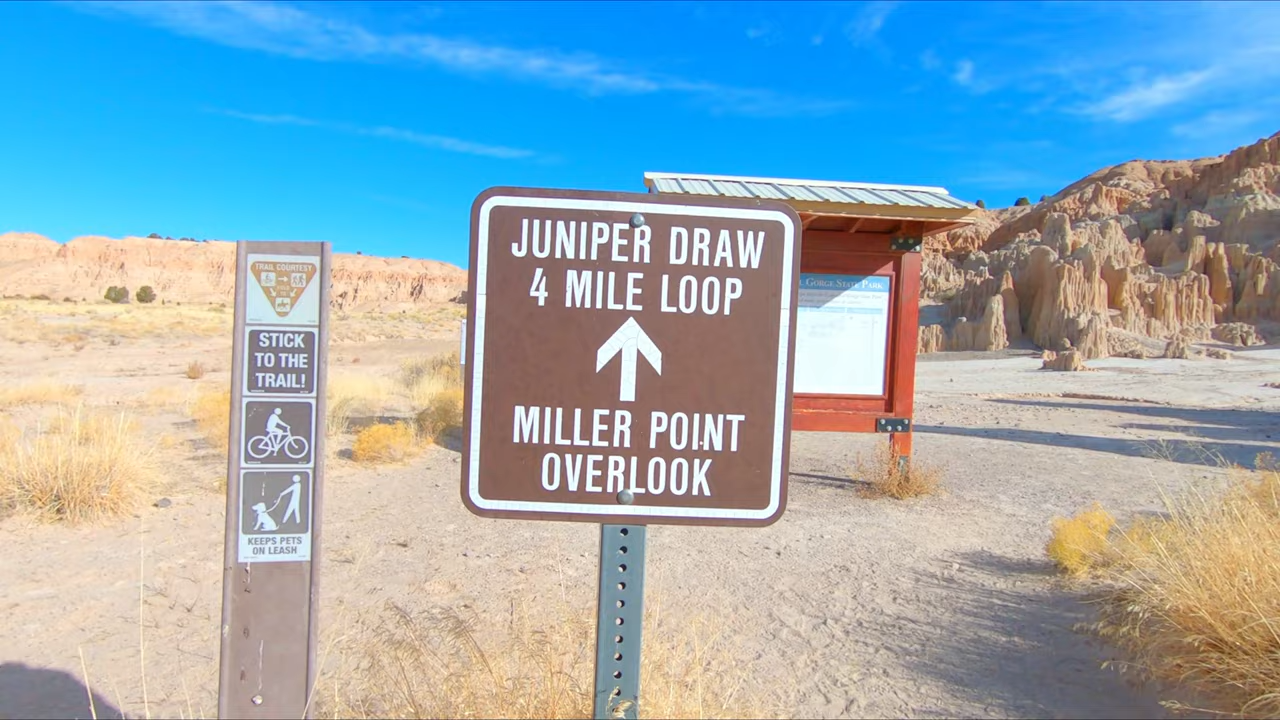 TRAIL COURTESY
STICK
TO THE
TRAIL!
KEEPS PETS
ON LEASH
JUNIPER DRAW
4 MILE LOOP
MILLER POINT
OVERLOOK
GORGE STATE PARK